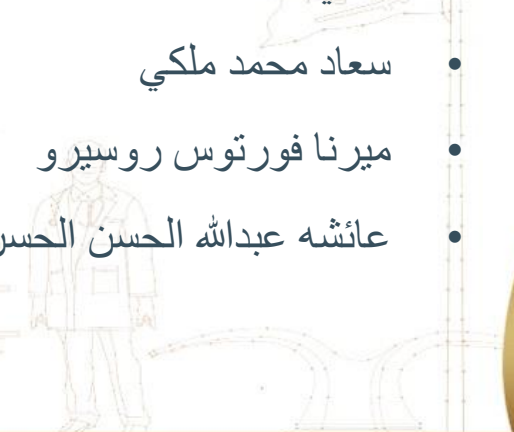 • سعاد محمد ملكي
• ميرنا فورتوس روسيرو
• عائشه عبدالله الحسن